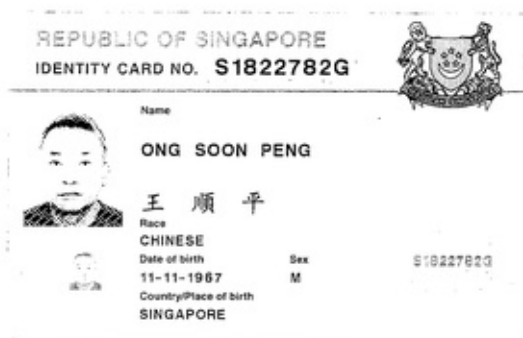 REPUBLIC OF SINGAPORE
IDENTITY CARD NO. S1822782G
Name
ONG SOON PENG
王 順 平
Race
CHINESE
Date of birth Sex
11-11-1967 M
S1822782G
Country/Place of birth
SINGAPORE